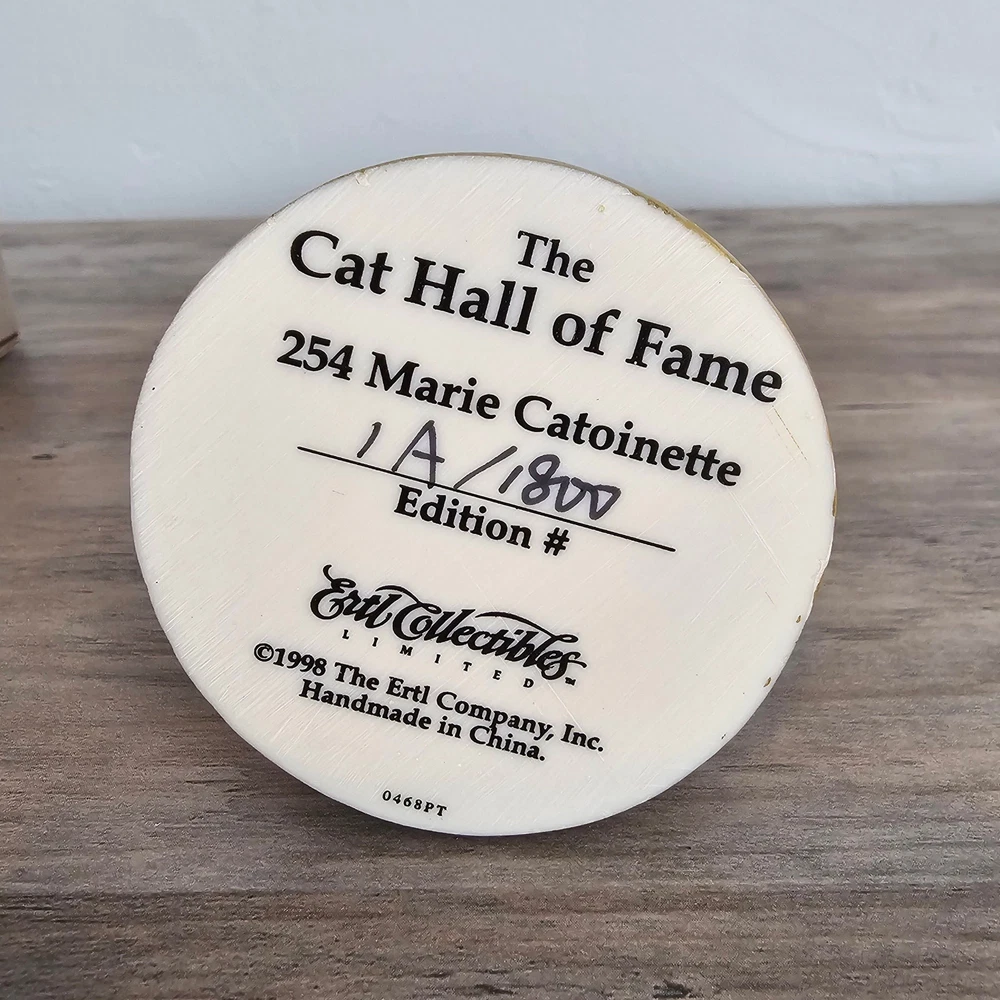 The
Cat Hall of Fame
254 Marie Catoinette
1A/1800
Edition #
Ertl Collectibles
LIMITED™
©1998 The Ertl Company, Inc.
Handmade in China.
0468PT